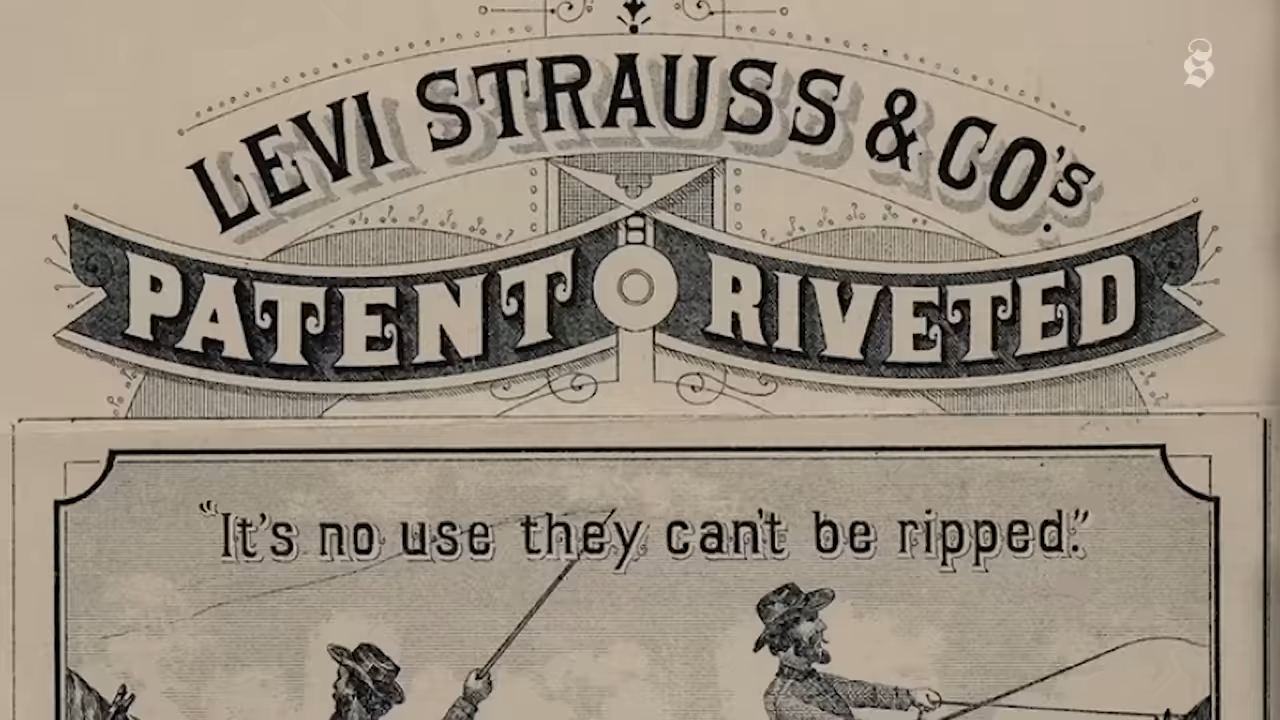 LEVI STRAUSS & CO's
PATENT RIVETED
"It's no use they can't be ripped."